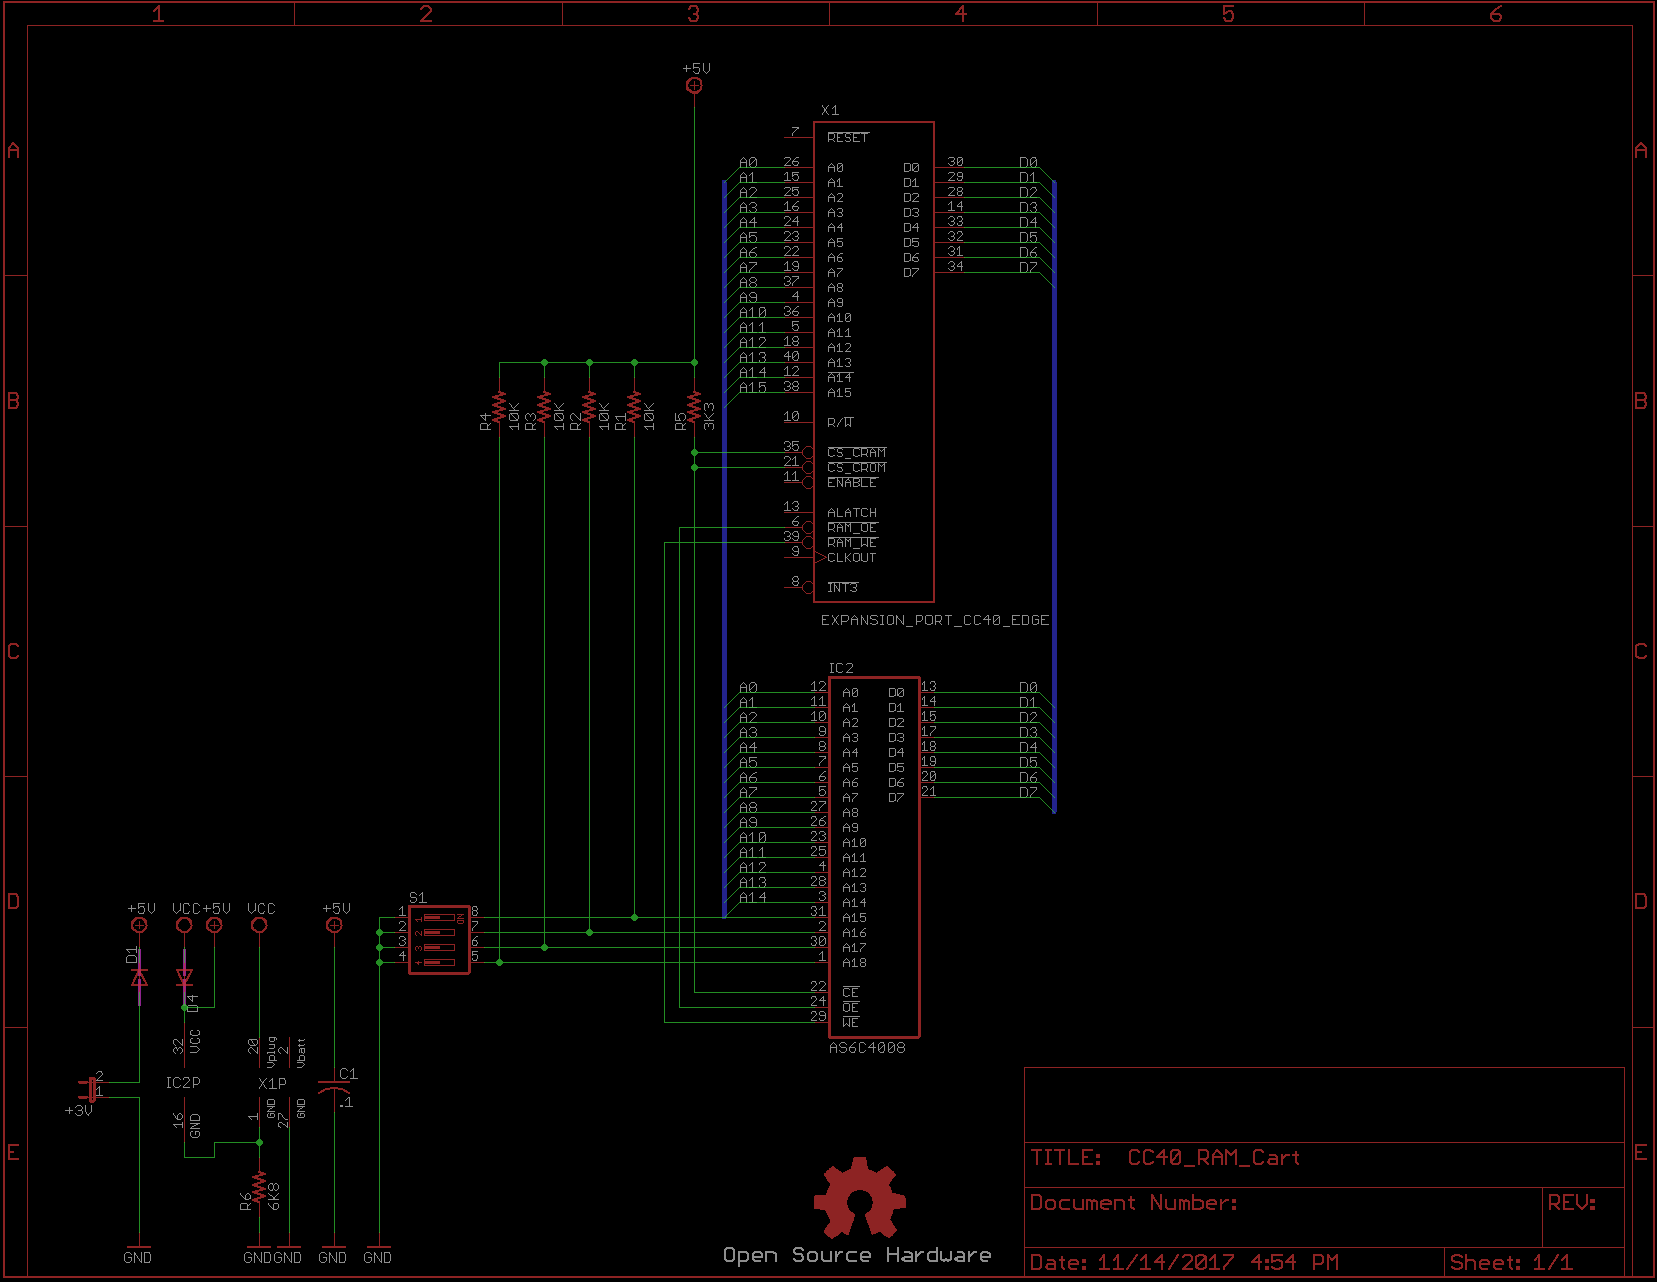 1 2 3 4 5 6
A A
B B
C C
D D
E E
+5V
X1
7 RESET
A0 26 A0 D0 30 D0
A1 15 A1 D1 29 D1
A2 25 A2 D2 28 D2
A3 16 A3 D3 14 D3
A4 24 A4 D4 33 D4
A5 23 A5 D5 32 D5
A6 22 A6 D6 31 D6
A7 19 A7 D7 34 D7
A8 37 A8
A9 4 A9
A10 36 A10
A11 5 A11
A12 18 A12
A13 40 A13
A14 12 A14
A15 38 A15
10 R/W
35 CS_CRAM
21 CS_CROM
11 ENABLE
13 ALATCH
6 RAM_OE
39 RAM_WE
9 CLKOUT
8 INT3
EXPANSION_PORT_CC40_EDGE
R4 10K
R3 10K
R2 10K
R1 10K
R5 3K3
IC2
A0 12 A0 D0 13 D0
A1 11 A1 D1 14 D1
A2 10 A2 D2 15 D2
A3 9 A3 D3 17 D3
A4 8 A4 D4 18 D4
A5 7 A5 D5 19 D5
A6 6 A6 D6 20 D6
A7 5 A7 D7 21 D7
A8 27 A8
A9 26 A9
A10 23 A10
A11 25 A11
A12 4 A12
A13 28 A13
A14 3 A14
31 A15
2 A16
30 A17
1 A18
22 CE
24 OE
29 WE
AS6C4008
S1
1 1 ON 8
2 2 7
3 3 6
4 4 5
+5V VCC +5V VCC +5V
D1
D4
32 VCC
20 Vplug
2 Vbatt
IC2P
X1P
C1
.1
2
1
+3V
16 GND
1 GND
27 GND
R6 6K8
GND GND GND GND GND
Open Source Hardware
TITLE: CC40_RAM_Cart
Document Number:
REV:
Date: 11/14/2017 4:54 PM
Sheet: 1/1